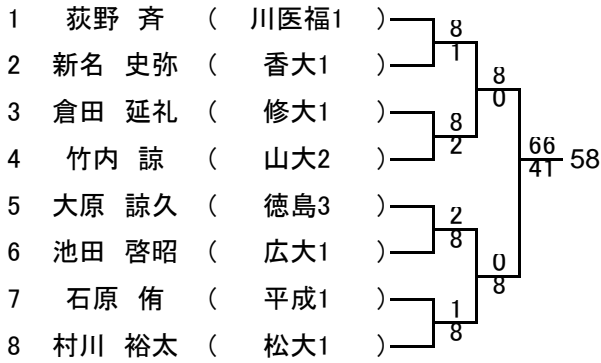 1 荻野 斉 ( 川医福1 )
8
1
2 新名 史弥 ( 香大1 )
8
0
3 倉田 延礼 ( 修大1 )
8
2
4 竹内 諒 ( 山大2 )
66
41 58
5 大原 諒久 ( 徳島3 )
2
8
6 池田 啓昭 ( 広大1 )
0
8
7 石原 侑 ( 平成1 )
1
8
8 村川 裕太 ( 松大1 )